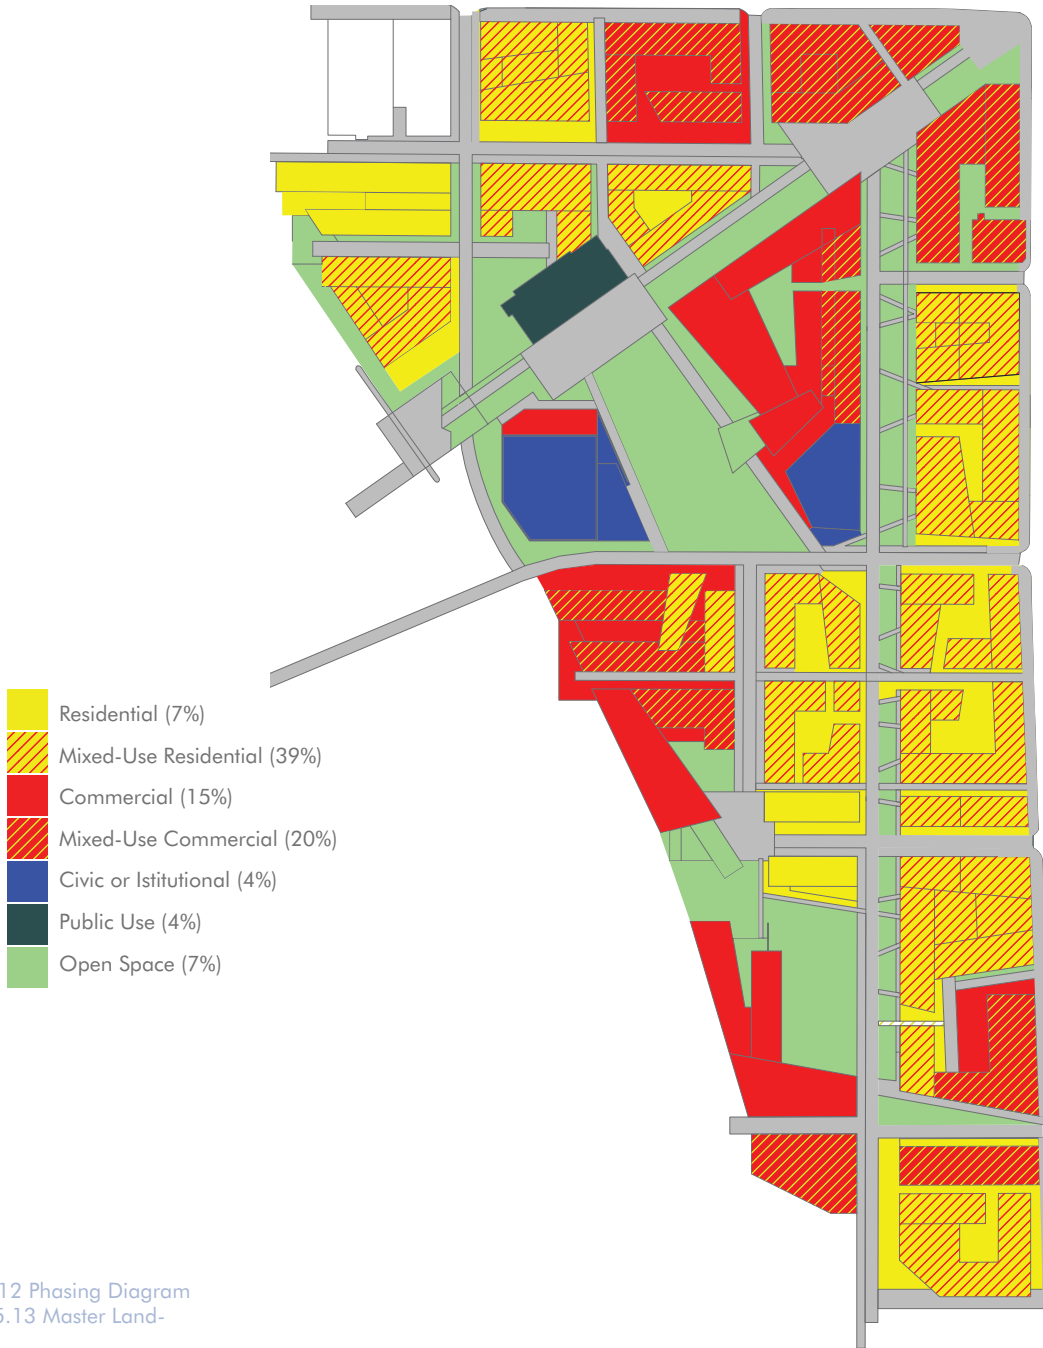 Residential (7%)
Mixed-Use Residential (39%)
Commercial (15%)
Mixed-Use Commercial (20%)
Civic or Istitutional (4%)
Public Use (4%)
Open Space (7%)
.12 Phasing Diagram
5.13 Master Land-